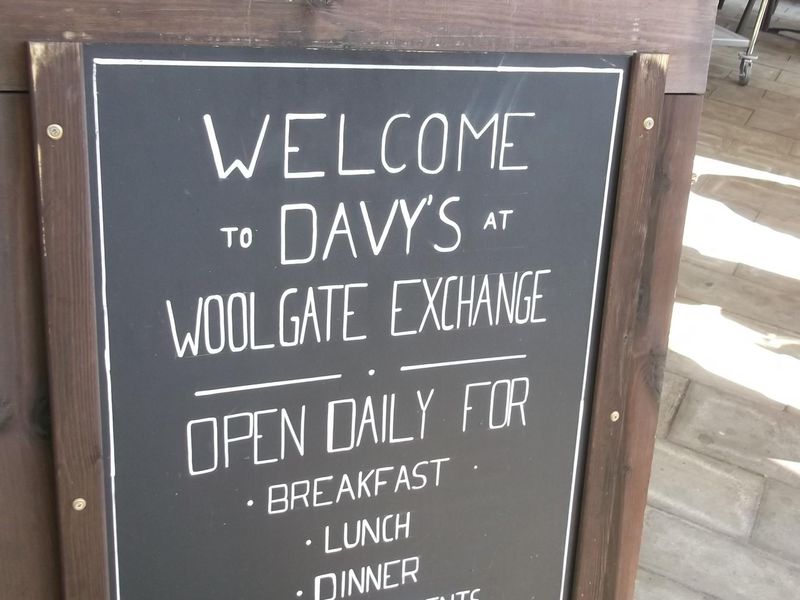 WELCOME
TO DAVY'S AT
WOOLGATE EXCHANGE
OPEN DAILY FOR
· BREAKFAST ·
· LUNCH
· DINNER